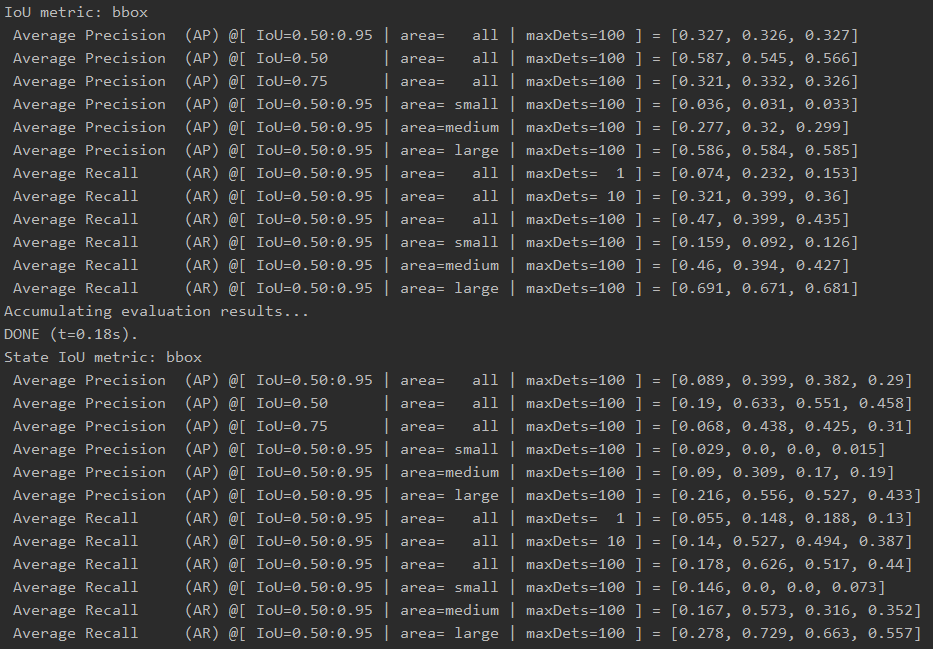 IoU metric: bbox
 Average Precision  (AP) @[ IoU=0.50:0.95 | area=   all | maxDets=100 ] = [0.327, 0.326, 0.327]
 Average Precision  (AP) @[ IoU=0.50      | area=   all | maxDets=100 ] = [0.587, 0.545, 0.566]
 Average Precision  (AP) @[ IoU=0.75      | area=   all | maxDets=100 ] = [0.321, 0.332, 0.326]
 Average Precision  (AP) @[ IoU=0.50:0.95 | area= small | maxDets=100 ] = [0.036, 0.031, 0.033]
 Average Precision  (AP) @[ IoU=0.50:0.95 | area=medium | maxDets=100 ] = [0.277, 0.32, 0.299]
 Average Precision  (AP) @[ IoU=0.50:0.95 | area= large | maxDets=100 ] = [0.586, 0.584, 0.585]
 Average Recall     (AR) @[ IoU=0.50:0.95 | area=   all | maxDets=  1 ] = [0.074, 0.232, 0.153]
 Average Recall     (AR) @[ IoU=0.50:0.95 | area=   all | maxDets= 10 ] = [0.321, 0.399, 0.36]
 Average Recall     (AR) @[ IoU=0.50:0.95 | area=   all | maxDets=100 ] = [0.47, 0.399, 0.435]
 Average Recall     (AR) @[ IoU=0.50:0.95 | area= small | maxDets=100 ] = [0.159, 0.092, 0.126]
 Average Recall     (AR) @[ IoU=0.50:0.95 | area=medium | maxDets=100 ] = [0.46, 0.394, 0.427]
 Average Recall     (AR) @[ IoU=0.50:0.95 | area= large | maxDets=100 ] = [0.691, 0.671, 0.681]
Accumulating evaluation results...
DONE (t=0.18s).
State IoU metric: bbox
 Average Precision  (AP) @[ IoU=0.50:0.95 | area=   all | maxDets=100 ] = [0.089, 0.399, 0.382, 0.29]
 Average Precision  (AP) @[ IoU=0.50      | area=   all | maxDets=100 ] = [0.19, 0.633, 0.551, 0.458]
 Average Precision  (AP) @[ IoU=0.75      | area=   all | maxDets=100 ] = [0.068, 0.438, 0.425, 0.31]
 Average Precision  (AP) @[ IoU=0.50:0.95 | area= small | maxDets=100 ] = [0.029, 0.0, 0.0, 0.015]
 Average Precision  (AP) @[ IoU=0.50:0.95 | area=medium | maxDets=100 ] = [0.09, 0.309, 0.17, 0.19]
 Average Precision  (AP) @[ IoU=0.50:0.95 | area= large | maxDets=100 ] = [0.216, 0.556, 0.527, 0.433]
 Average Recall     (AR) @[ IoU=0.50:0.95 | area=   all | maxDets=  1 ] = [0.055, 0.148, 0.188, 0.13]
 Average Recall     (AR) @[ IoU=0.50:0.95 | area=   all | maxDets= 10 ] = [0.14, 0.527, 0.494, 0.387]
 Average Recall     (AR) @[ IoU=0.50:0.95 | area=   all | maxDets=100 ] = [0.178, 0.626, 0.517, 0.44]
 Average Recall     (AR) @[ IoU=0.50:0.95 | area= small | maxDets=100 ] = [0.146, 0.0, 0.0, 0.073]
 Average Recall     (AR) @[ IoU=0.50:0.95 | area=medium | maxDets=100 ] = [0.167, 0.573, 0.316, 0.352]
 Average Recall     (AR) @[ IoU=0.50:0.95 | area= large | maxDets=100 ] = [0.278, 0.729, 0.663, 0.557]